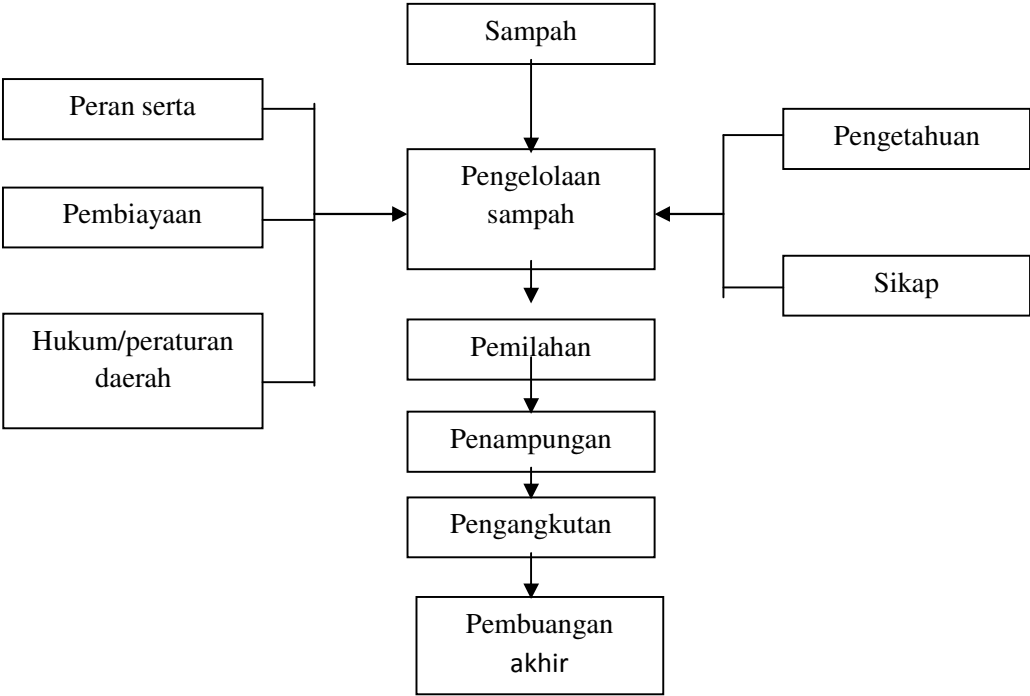 Sampah
Peran serta
Pengetahuan
Pengelolaan
sampah
Pembiayaan
Sikap
Hukum/peraturan
daerah
Pemilahan
Penampungan
Pengangkutan
Pembuangan
akhir